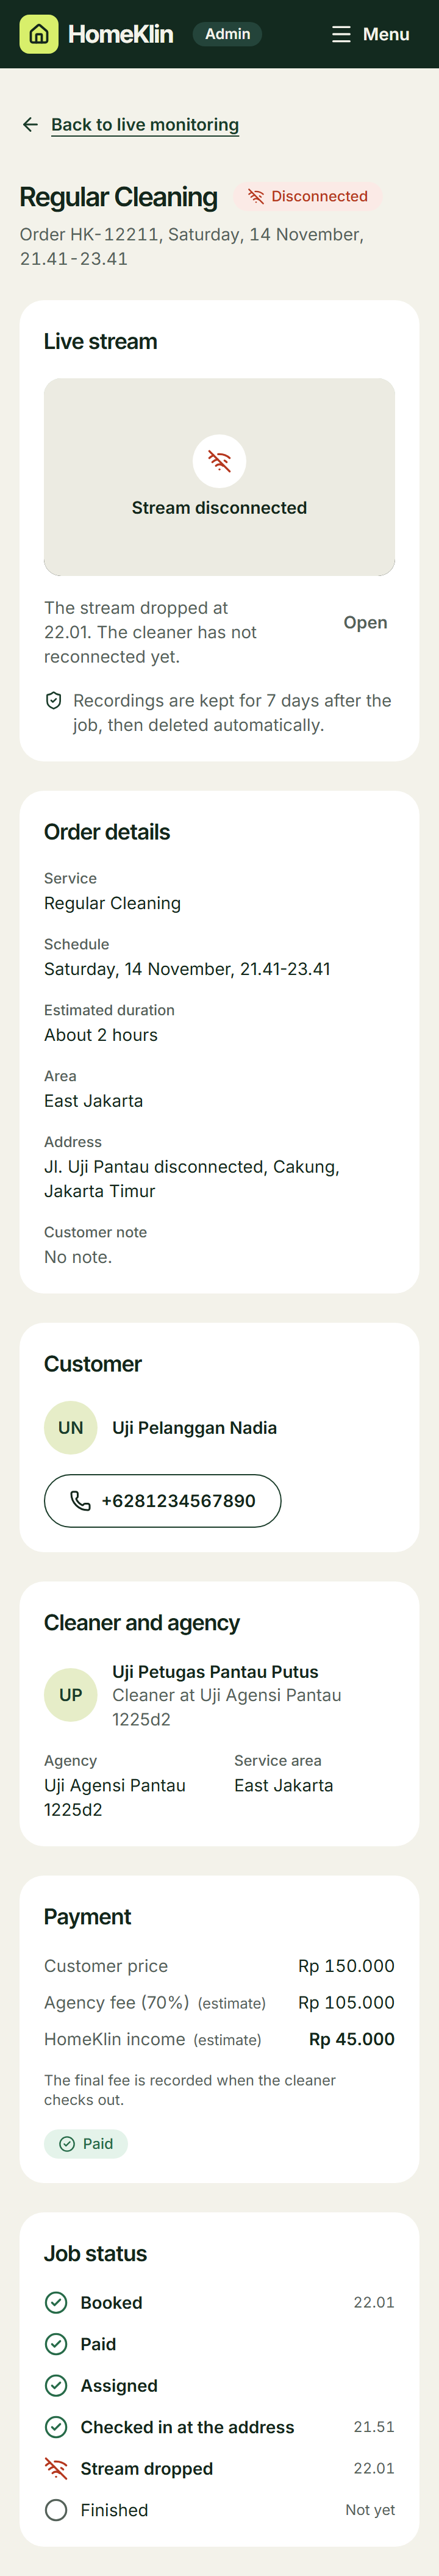 HomeKlin
Admin
Menu
Back to live monitoring
Regular Cleaning
Disconnected
Order HK-12211, Saturday, 14 November,
21.41-23.41
Live stream
Stream disconnected
The stream dropped at
22.01. The cleaner has not
reconnected yet.
Open
Recordings are kept for 7 days after the
job, then deleted automatically.
Order details
Service
Regular Cleaning
Schedule
Saturday, 14 November, 21.41-23.41
Estimated duration
About 2 hours
Area
East Jakarta
Address
Jl. Uji Pantau disconnected, Cakung,
Jakarta Timur
Customer note
No note.
Customer
UN
Uji Pelanggan Nadia
+6281234567890
Cleaner and agency
UP
Uji Petugas Pantau Putus
Cleaner at Uji Agensi Pantau
1225d2
Agency
Uji Agensi Pantau
1225d2
Service area
East Jakarta
Payment
Customer price
Rp 150.000
Agency fee (70%) (estimate)
Rp 105.000
HomeKlin income (estimate)
Rp 45.000
The final fee is recorded when the cleaner
checks out.
Paid
Job status
Booked
22.01
Paid
Assigned
Checked in at the address
21.51
Stream dropped
22.01
Finished
Not yet